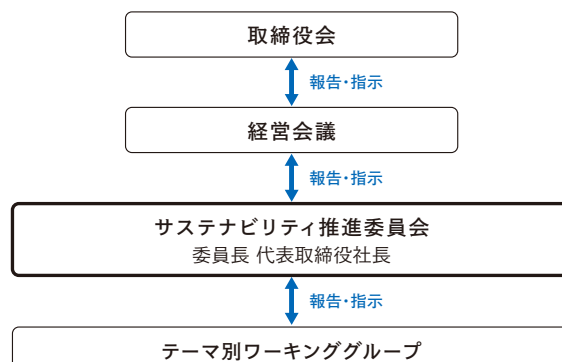 取締役会
報告・指示
経営会議
報告・指示
サステナビリティ推進委員会
委員長 代表取締役社長
報告・指示
テーマ別ワーキンググループ